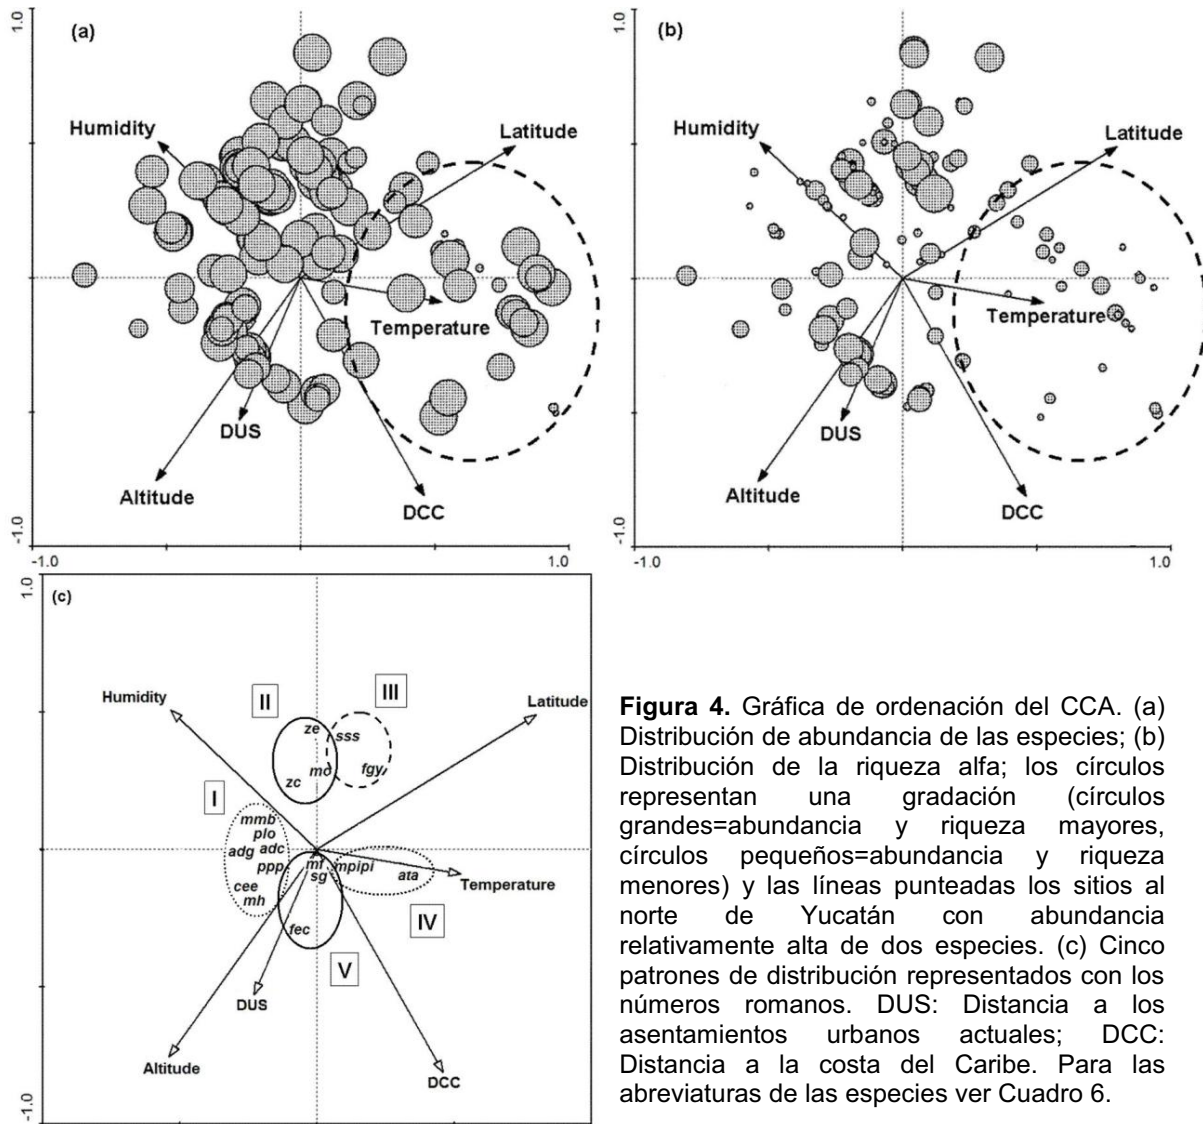 1.0
(a)
Humidity
Latitude
Temperature
DUS
Altitude
DCC
-1.0
-1.0
1.0
1.0
(b)
Humidity
Latitude
Temperature
DUS
Altitude
DCC
-1.0
-1.0
1.0
1.0
(c)
Humidity
II
III
Latitude
ze
sss
mo
fgy
zc
I
mmb
plo
adg
adc
ppp
mf
mpipi
sg
ata
Temperature
cee
mh
fec
IV
V
DUS
Altitude
DCC
-1.0
Figura 4. Gráfica de ordenación del CCA. (a)
Distribución de abundancia de las especies; (b)
Distribución de la riqueza alfa; los círculos
representan una gradación (círculos
grandes=abundancia y riqueza mayores,
círculos pequeños=abundancia y riqueza
menores) y las líneas punteadas los sitios al
norte de Yucatán con abundancia
relativamente alta de dos especies. (c) Cinco
patrones de distribución representados con los
números romanos. DUS: Distancia a los
asentamientos urbanos actuales; DCC:
Distancia a la costa del Caribe. Para las
abreviaturas de las especies ver Cuadro 6.